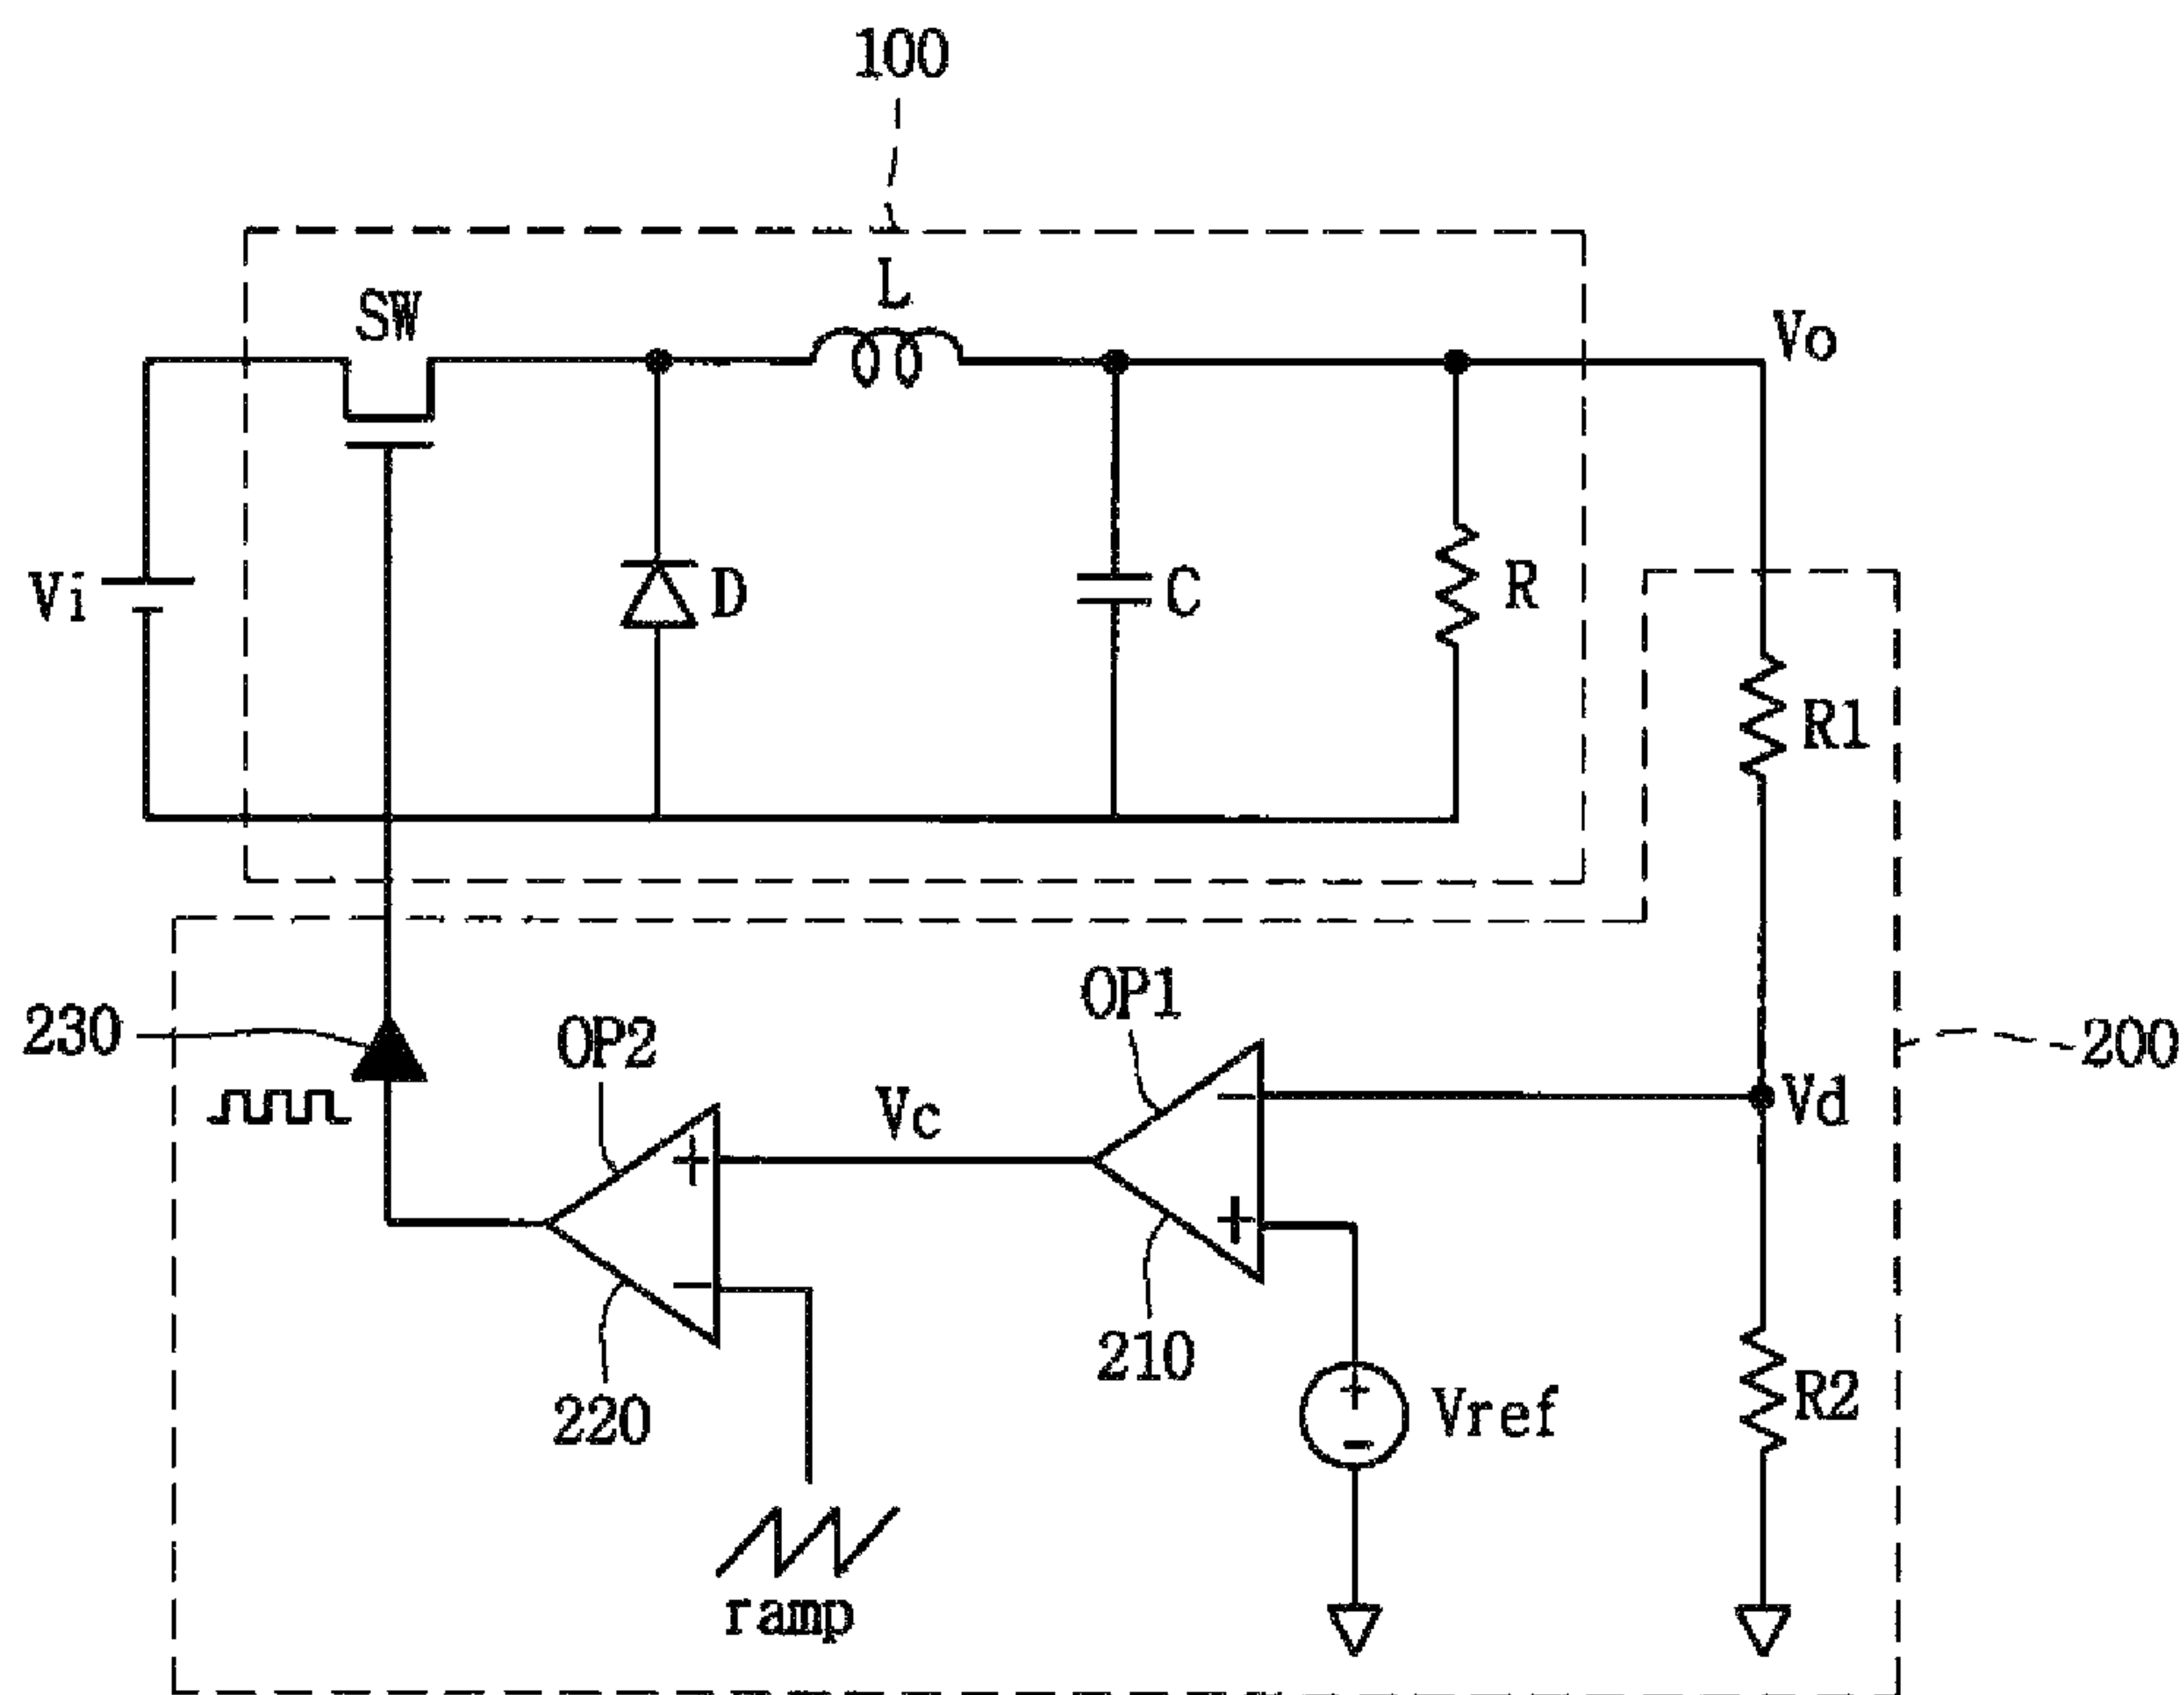 100
SW
L
Vo
Vi
D
C
R
R1
230
OP2
OP1
200
Vc
Vd
-
+
+
-
220
210
+
-
Vref
R2
ramp